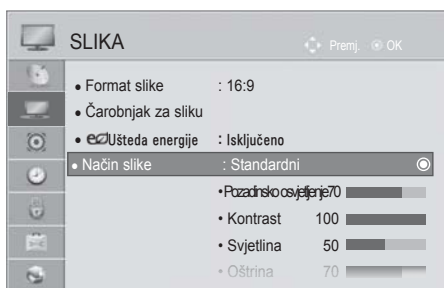 SLIKA
Premj. OK
• Format slike : 16:9
• Čarobnjak za sliku
• eco Ušteda energije : Isključeno
• Način slike : Standardni
• Pozadinsko osvjetljenje 70
• Kontrast 100
• Svjetlina 50
• Oštrina 70